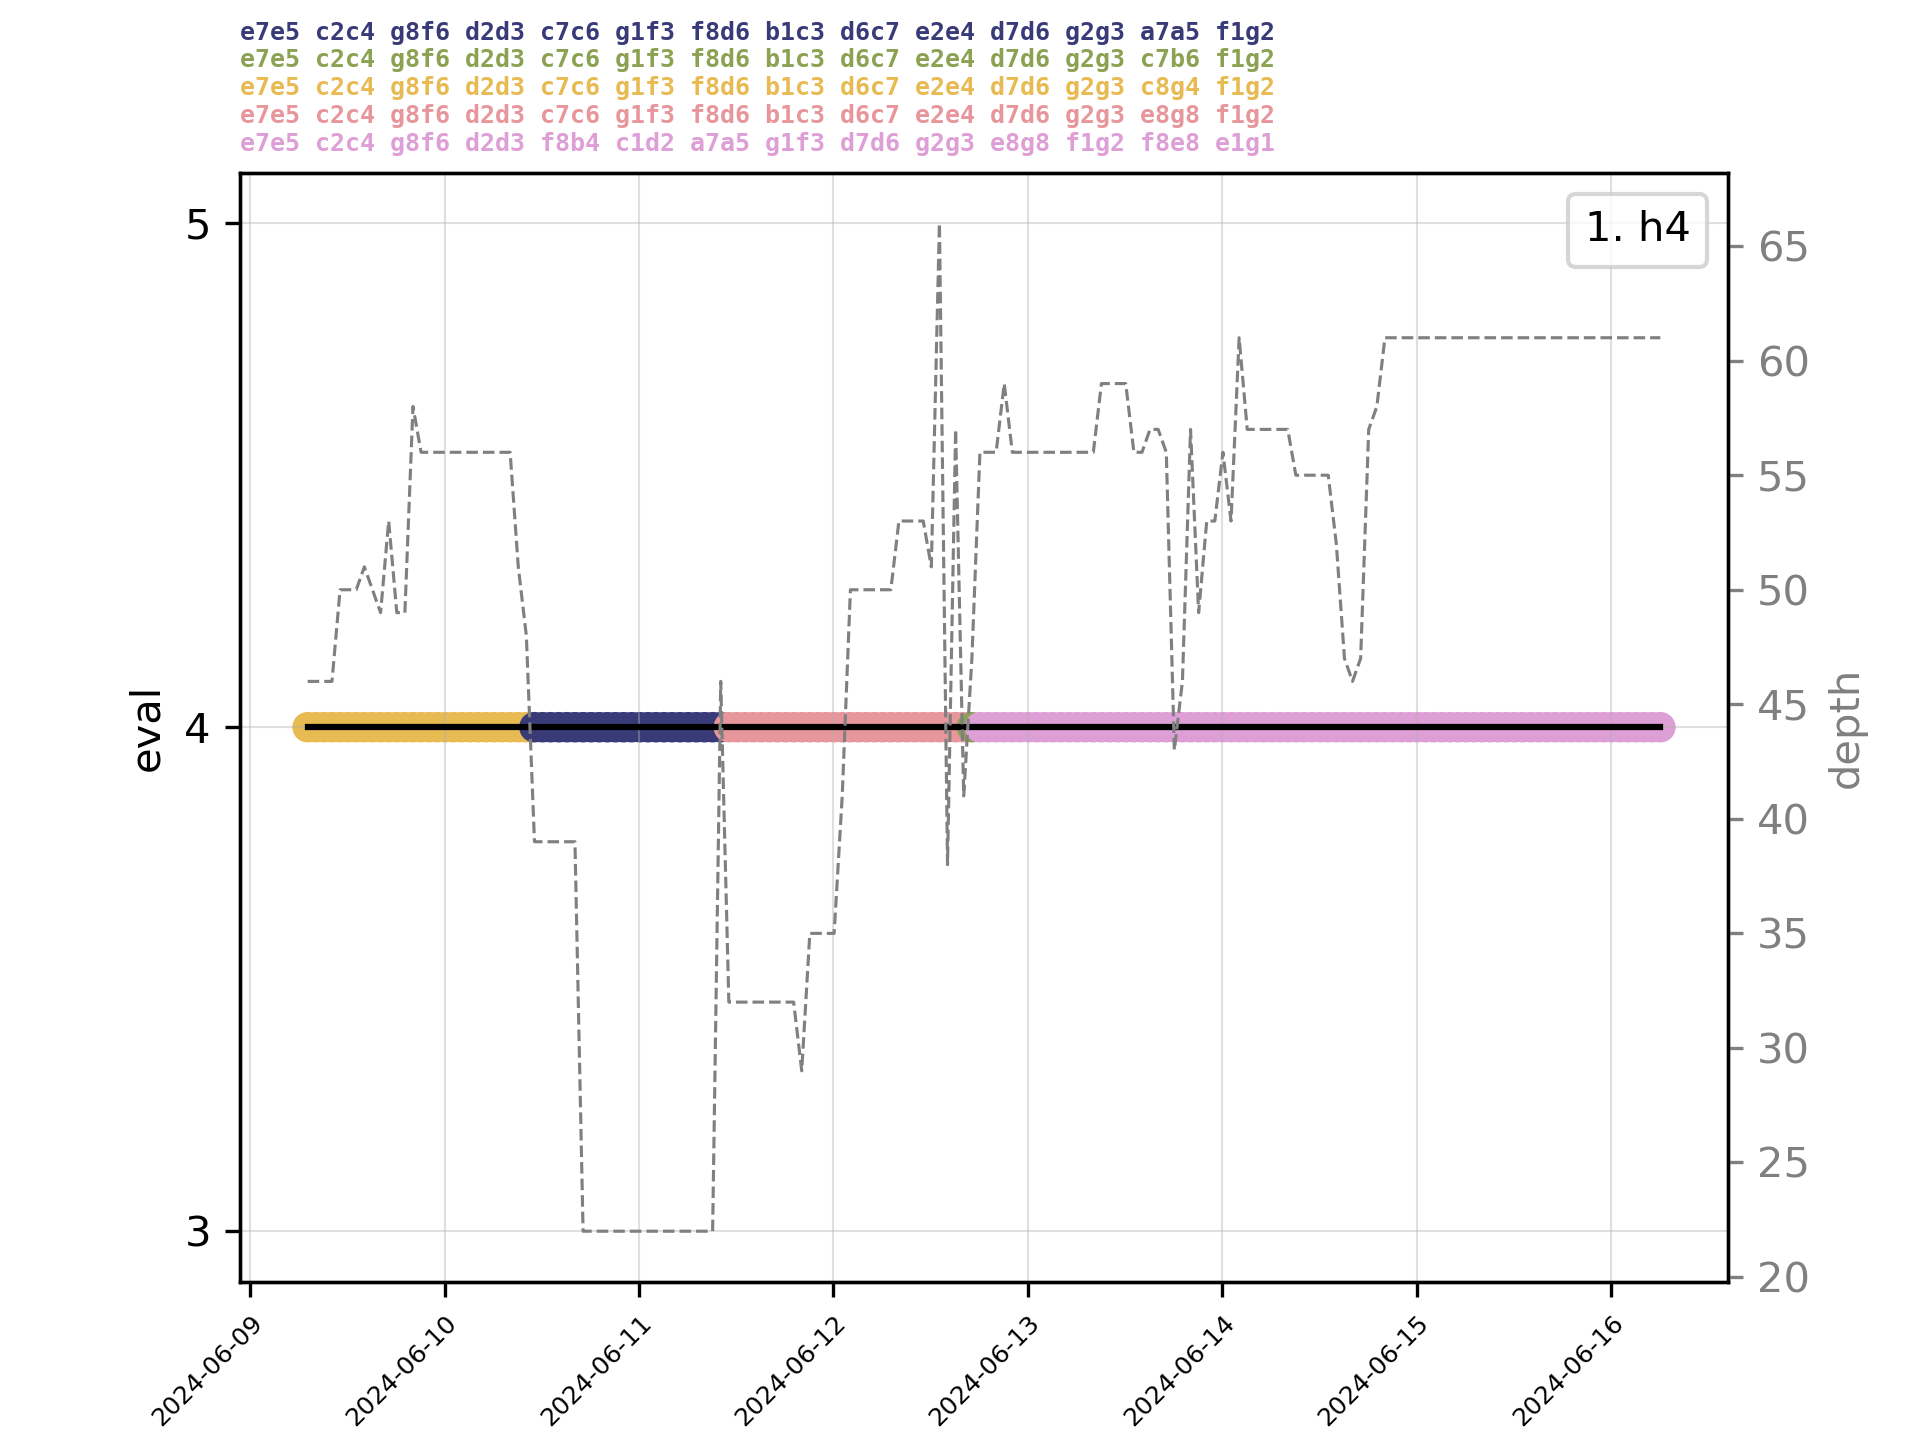 e7e5 c2c4 g8f6 d2d3 c7c6 g1f3 f8d6 b1c3 d6c7 e2e4 d7d6 g2g3 a7a5 f1g2
e7e5 c2c4 g8f6 d2d3 c7c6 g1f3 f8d6 b1c3 d6c7 e2e4 d7d6 g2g3 c7b6 f1g2
e7e5 c2c4 g8f6 d2d3 c7c6 g1f3 f8d6 b1c3 d6c7 e2e4 d7d6 g2g3 c8g4 f1g2
e7e5 c2c4 g8f6 d2d3 c7c6 g1f3 f8d6 b1c3 d6c7 e2e4 d7d6 g2g3 e8g8 f1g2
e7e5 c2c4 g8f6 d2d3 f8b4 c1d2 a7a5 g1f3 d7d6 g2g3 e8g8 f1g2 f8e8 e1g1
1. h4
5
4
3
eval
65
60
55
50
45
40
35
30
25
20
depth
2024-06-09
2024-06-10
2024-06-11
2024-06-12
2024-06-13
2024-06-14
2024-06-15
2024-06-16